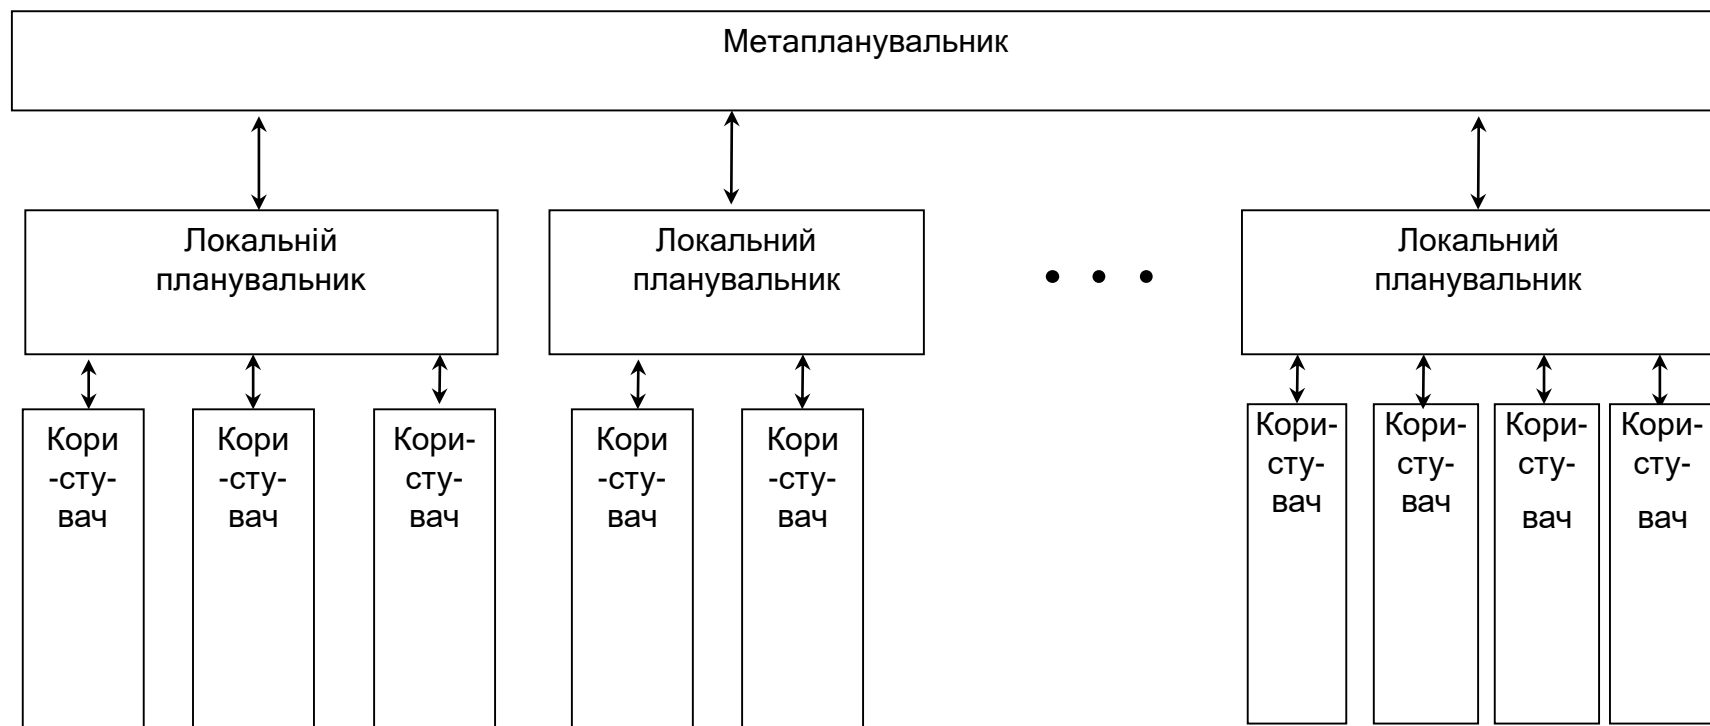 Метапланувальник
Локальній
планувальник
Локальний
планувальник
Локальний
планувальник
Кори
-сту-
вач
Кори
-сту-
вач
Кори-
сту-
вач
Кори
-сту-
вач
Кори
-сту-
вач
Кори-
сту-
вач
Кори-
сту-
вач
Кори-
сту-
вач
Кори-
сту-
вач